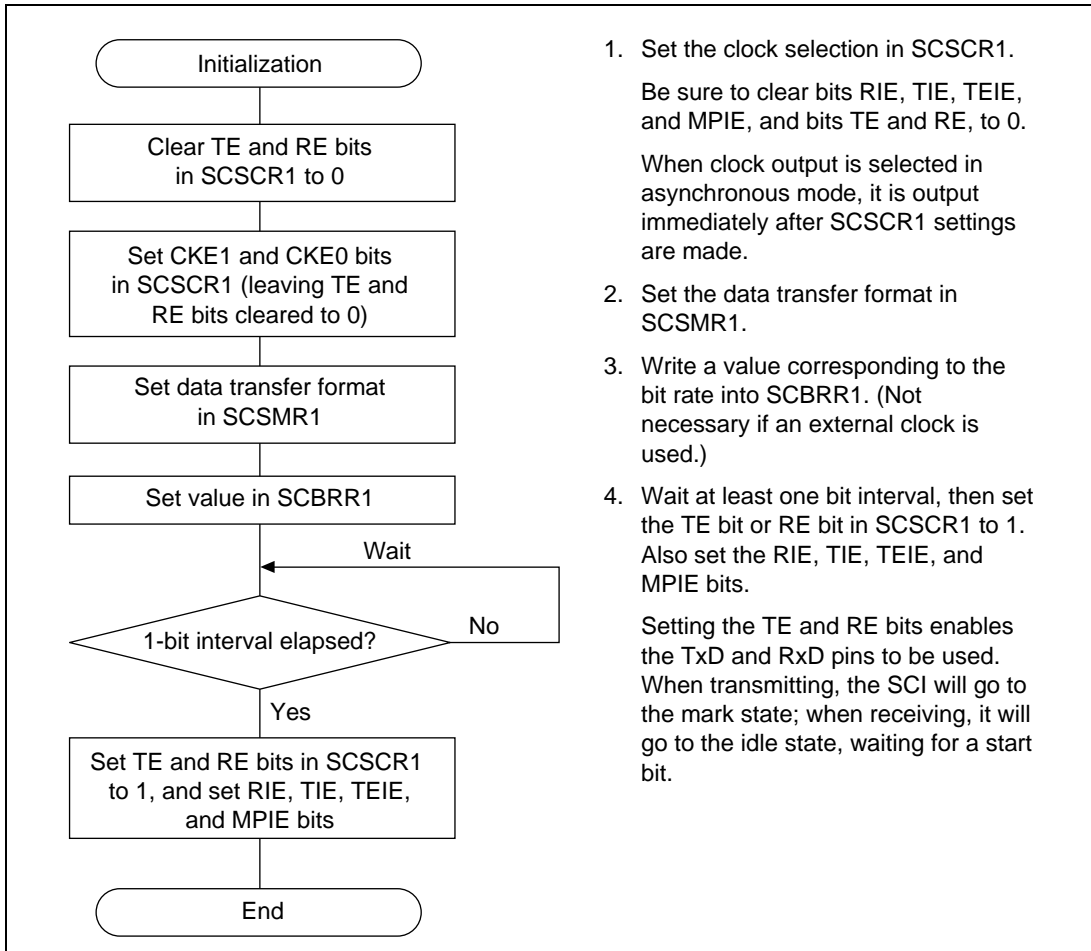 Initialization
Clear TE and RE bits
in SCSCR1 to 0
Set CKE1 and CKE0 bits
in SCSCR1 (leaving TE and
RE bits cleared to 0)
Set data transfer format
in SCSMR1
Set value in SCBRR1
Wait
1-bit interval elapsed?
No
Yes
Set TE and RE bits in SCSCR1
to 1, and set RIE, TIE, TEIE,
and MPIE bits
End
1. Set the clock selection in SCSCR1.
Be sure to clear bits RIE, TIE, TEIE,
and MPIE, and bits TE and RE, to 0.
When clock output is selected in
asynchronous mode, it is output
immediately after SCSCR1 settings
are made.
2. Set the data transfer format in
SCSMR1.
3. Write a value corresponding to the
bit rate into SCBRR1. (Not
necessary if an external clock is
used.)
4. Wait at least one bit interval, then set
the TE bit or RE bit in SCSCR1 to 1.
Also set the RIE, TIE, TEIE, and
MPIE bits.
Setting the TE and RE bits enables
the TxD and RxD pins to be used.
When transmitting, the SCI will go to
the mark state; when receiving, it will
go to the idle state, waiting for a start
bit.